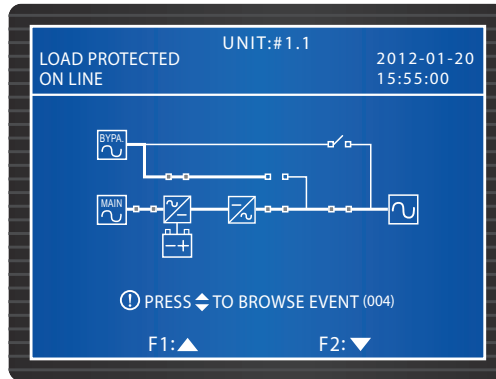 UNIT:#1.1
LOAD PROTECTED
ON LINE
2012-01-20
15:55:00
BYPA.
MAIN
PRESS TO BROWSE EVENT (004)
F1:
F2: